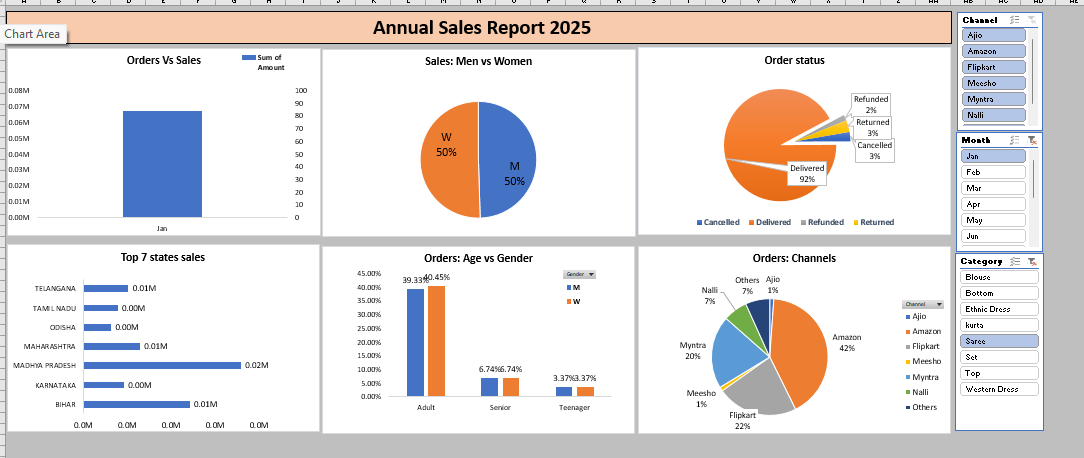 Annual Sales Report 2025
Chart Area
Orders Vs Sales
Sum of
Amount
0.08M
0.07M
0.06M
0.05M
0.04M
0.03M
0.02M
0.01M
0.00M
100
90
80
70
60
50
40
30
20
10
0
Jan
Sales: Men vs Women
W
50%
M
50%
Order status
Refunded
2%
Returned
3%
Cancelled
3%
Delivered
92%
Cancelled
Delivered
Refunded
Returned
Top 7 states sales
TELANGANA 0.01M
TAMIL NADU 0.00M
ODISHA 0.00M
MAHARASHTRA 0.01M
MADHYA PRADESH 0.02M
KARNATAKA 0.00M
BIHAR 0.01M
0.0M 0.0M 0.0M 0.0M 0.0M
Orders: Age vs Gender
45.00%
40.00%
35.00%
30.00%
25.00%
20.00%
15.00%
10.00%
5.00%
0.00%
39.33% 40.45%
6.74% 6.74%
3.37% 3.37%
Adult Senior Teenager
Gender
M
W
Orders: Channels
Ajio
1%
Amazon
42%
Flipkart
22%
Meesho
1%
Myntra
20%
Nalli
7%
Others
7%
Channel
Ajio
Amazon
Flipkart
Meesho
Myntra
Nalli
Others
Channel
Ajio
Amazon
Flipkart
Meesho
Myntra
Nalli
Month
Jan
Feb
Mar
Apr
May
Jun
Category
Blouse
Bottom
Ethnic Dress
kurta
Saree
Set
Top
Western Dress